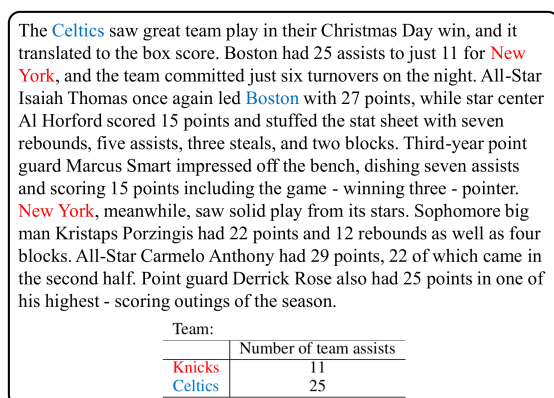 The Celtics saw great team play in their Christmas Day win, and it
translated to the box score. Boston had 25 assists to just 11 for New
York, and the team committed just six turnovers on the night. All-Star
Isaiah Thomas once again led Boston with 27 points, while star center
Al Horford scored 15 points and stuffed the stat sheet with seven
rebounds, five assists, three steals, and two blocks. Third-year point
guard Marcus Smart impressed off the bench, dishing seven assists
and scoring 15 points including the game - winning three - pointer.
New York, meanwhile, saw solid play from its stars. Sophomore big
man Kristaps Porzingis had 22 points and 12 rebounds as well as four
blocks. All-Star Carmelo Anthony had 29 points, 22 of which came in
the second half. Point guard Derrick Rose also had 25 points in one of
his highest - scoring outings of the season.
Team:
Number of team assists
Knicks 11
Celtics 25